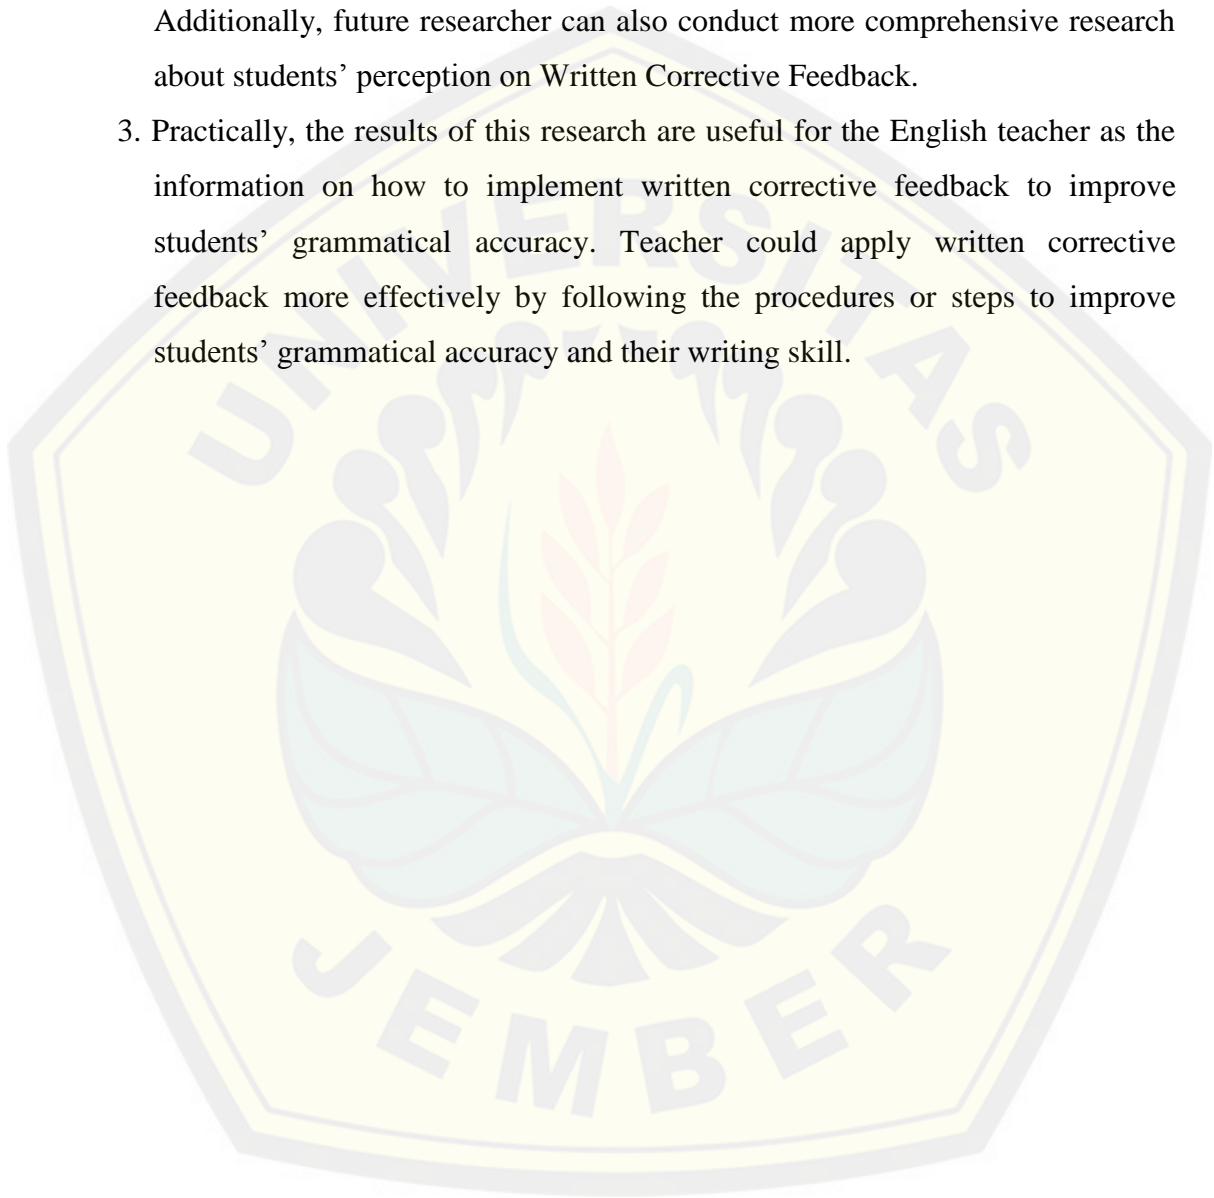 Additionally, future researcher can also conduct more comprehensive research
about students’ perception on Written Corrective Feedback.
3. Practically, the results of this research are useful for the English teacher as the
information on how to implement written corrective feedback to improve
students’ grammatical accuracy. Teacher could apply written corrective
feedback more effectively by following the procedures or steps to improve
students’ grammatical accuracy and their writing skill.
UNIVERSITAS
JEMBER